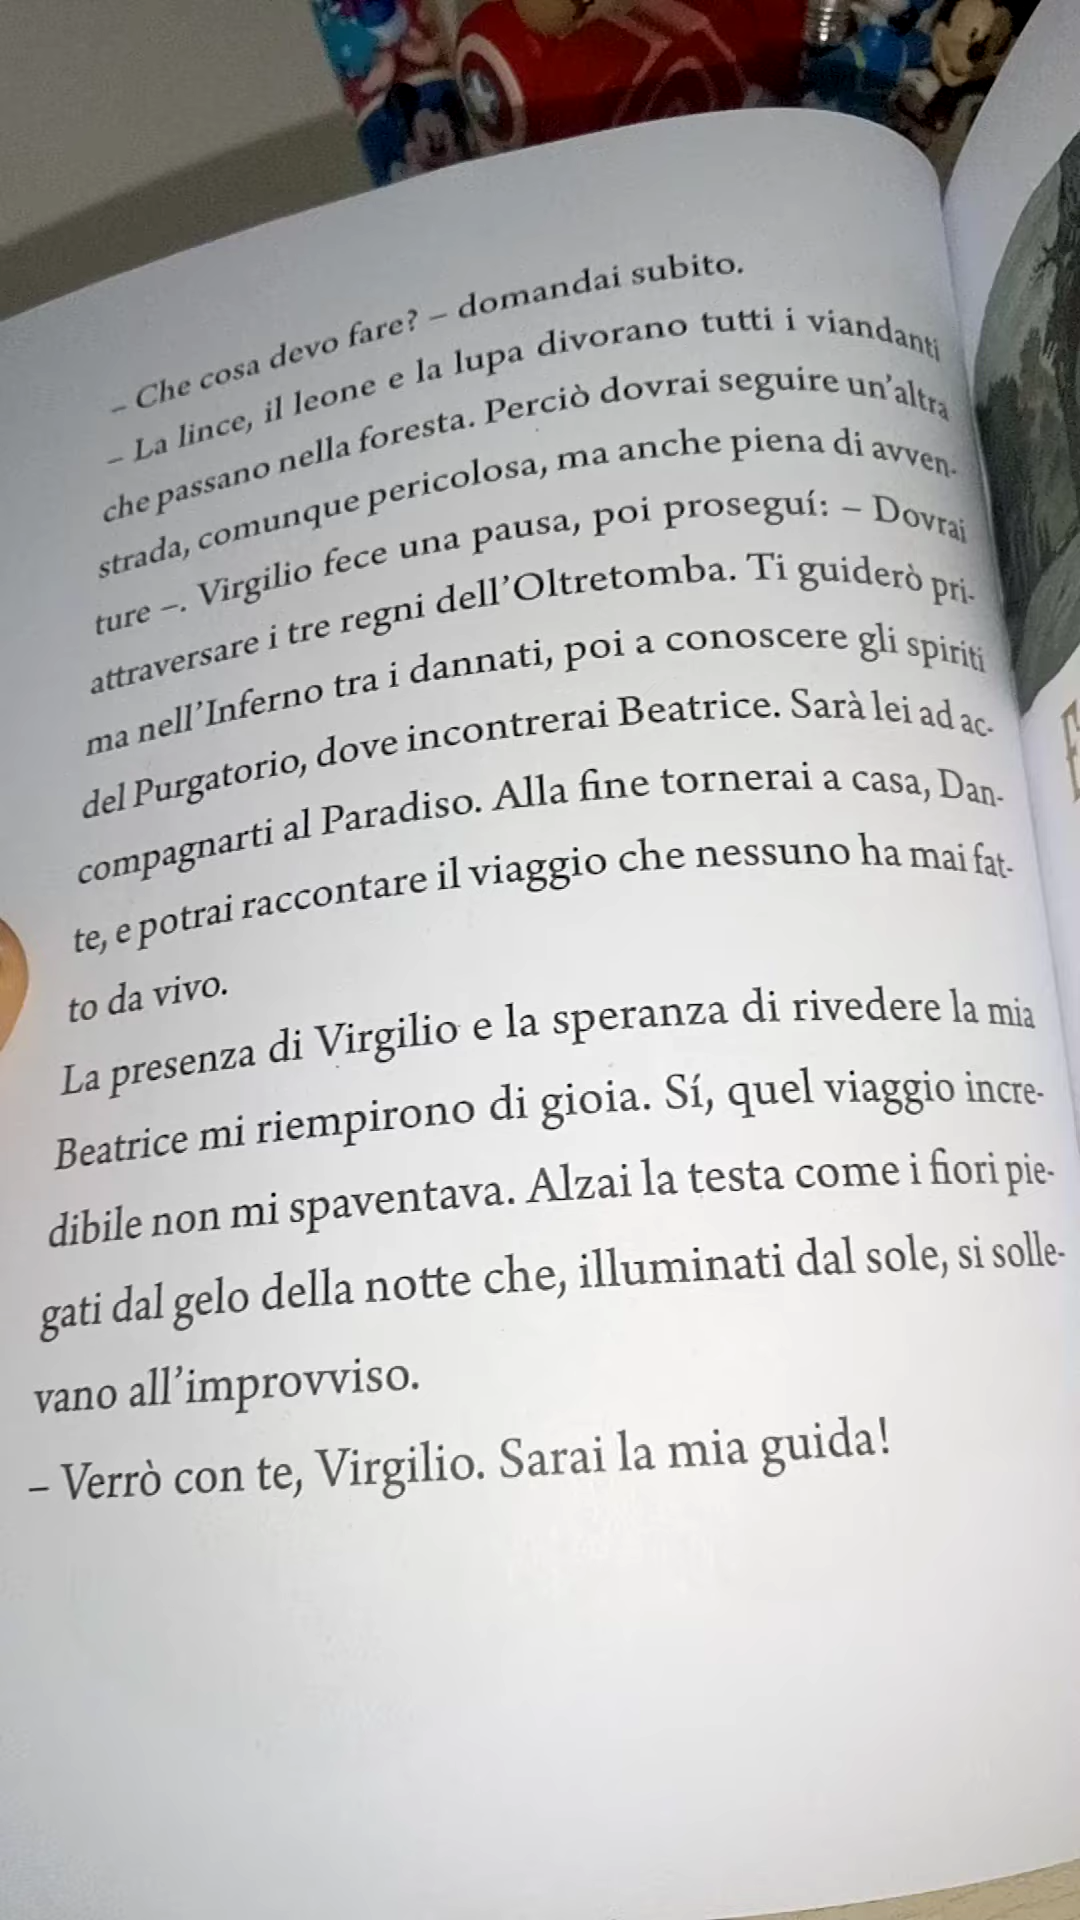 – Che cosa devo fare? – domandai subito.
– La lince, il leone e la lupa divorano tutti i viandanti
che passano nella foresta. Perciò dovrai seguire un’altra
strada, comunque pericolosa, ma anche piena di avven-
ture –. Virgilio fece una pausa, poi proseguí: – Dovrai
attraversare i tre regni dell’Oltretomba. Ti guiderò pri-
ma nell’Inferno tra i dannati, poi a conoscere gli spiriti
del Purgatorio, dove incontrerai Beatrice. Sarà lei ad ac-
compagnarti al Paradiso. Alla fine tornerai a casa, Dan-
te, e potrai raccontare il viaggio che nessuno ha mai fat-
to da vivo.
La presenza di Virgilio e la speranza di rivedere la mia
Beatrice mi riempirono di gioia. Sí, quel viaggio incre-
dibile non mi spaventava. Alzai la testa come i fiori pie-
gati dal gelo della notte che, illuminati dal sole, si solle-
vano all’improvviso.
– Verrò con te, Virgilio. Sarai la mia guida!